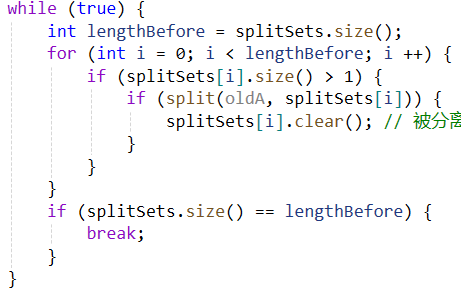 while (true) {
    int lengthBefore = splitSets.size();
    for (int i = 0; i < lengthBefore; i ++) {
        if (splitSets[i].size() > 1) {
            if (split(oldA, splitSets[i])) {
                splitSets[i].clear(); // 被分离
            }
        }
    }
    if (splitSets.size() == lengthBefore) {
        break;
    }
}